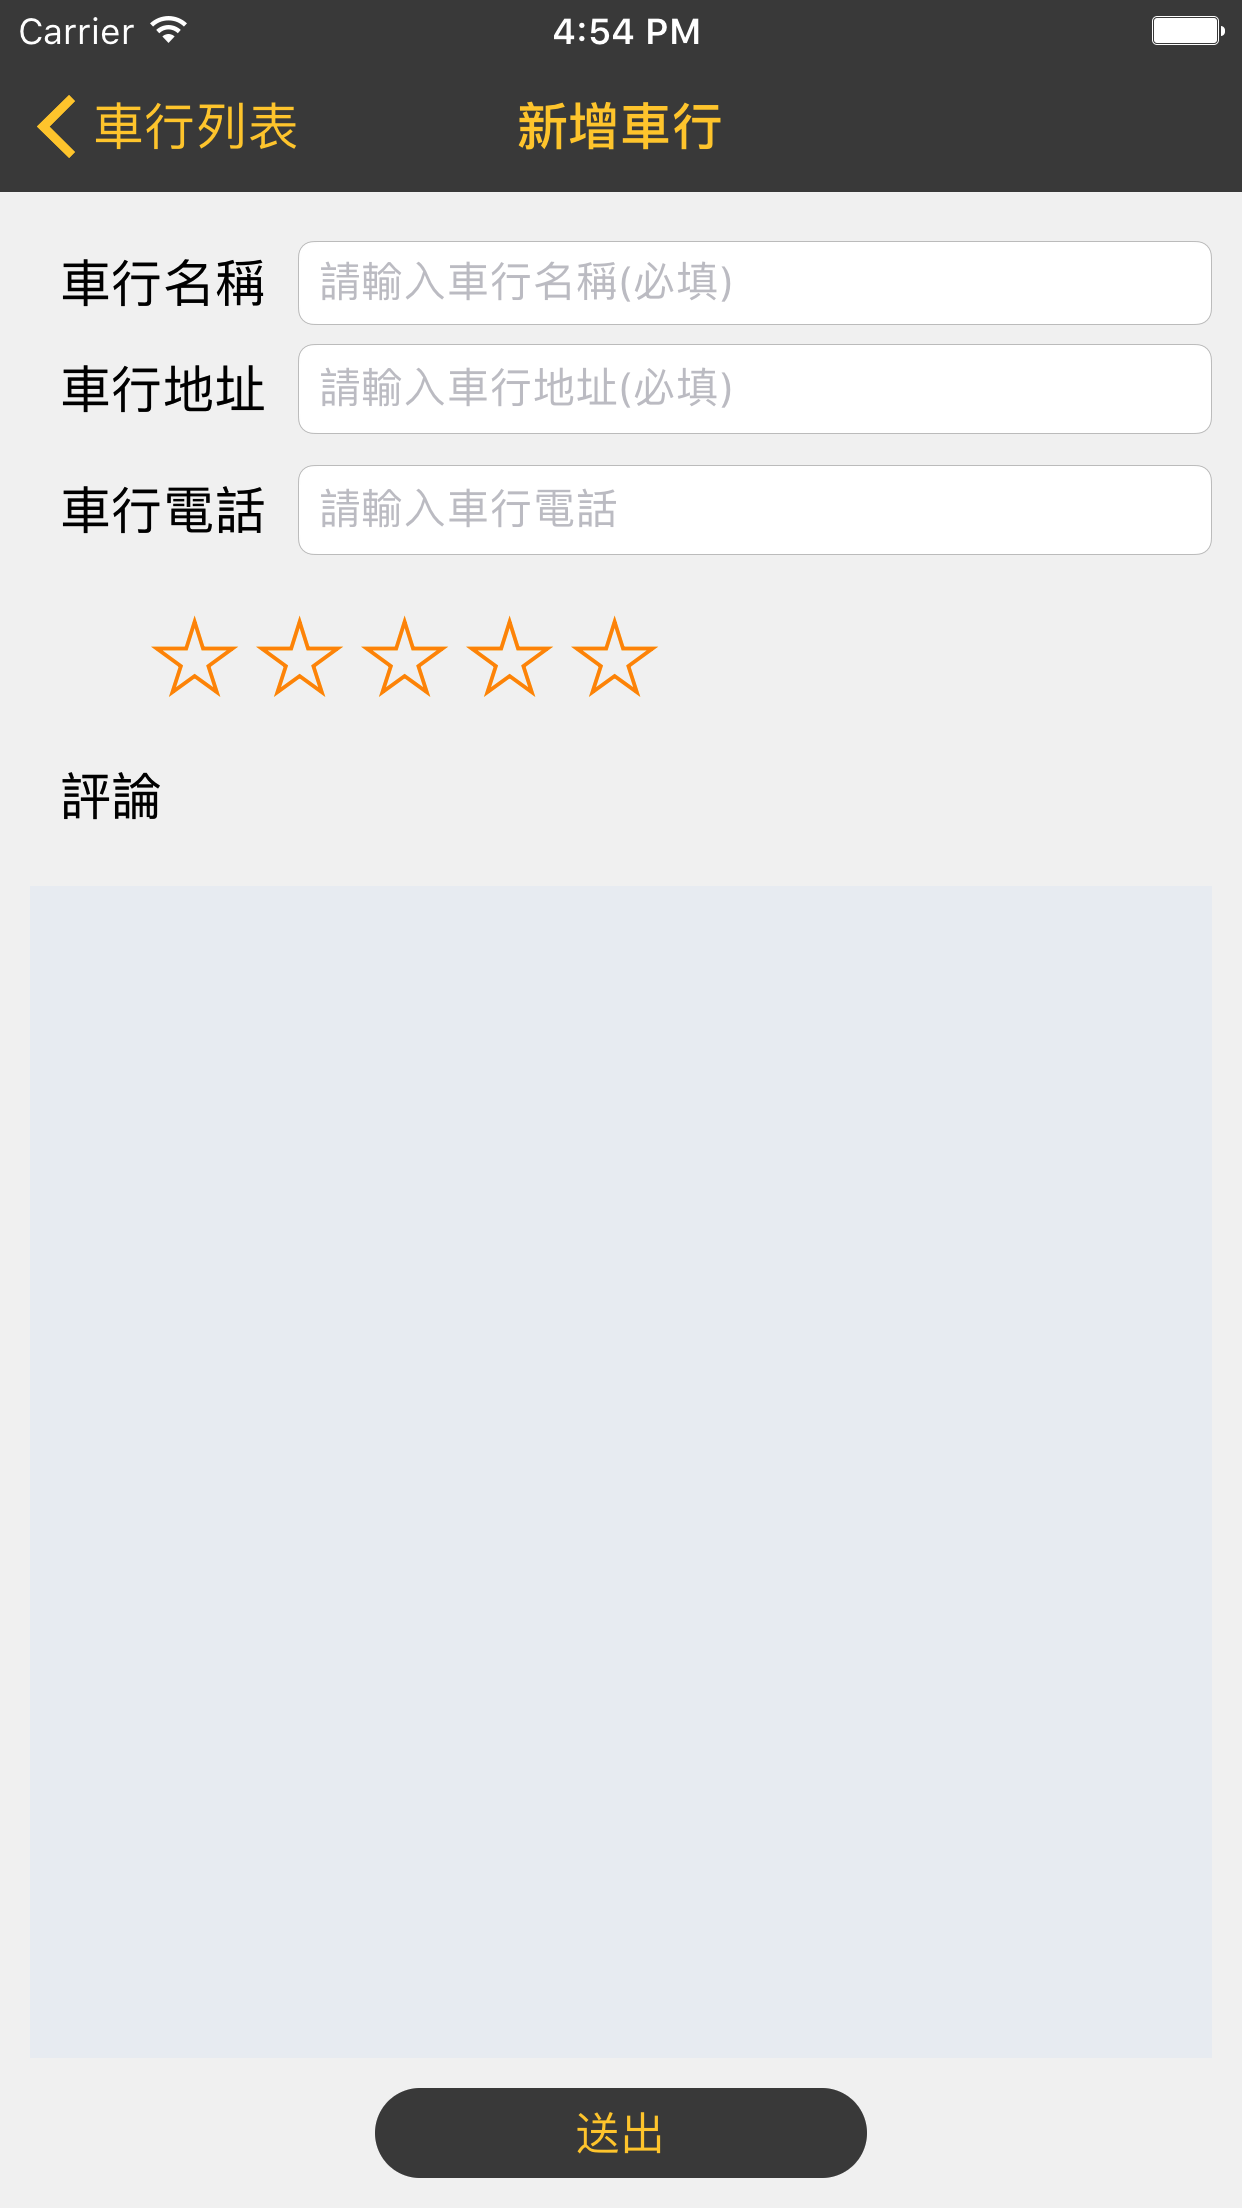 Carrier 4:54 PM
車行列表 新增車行
車行名稱 請輸入車行名稱(必填)
車行地址 請輸入車行地址(必填)
車行電話 請輸入車行電話
評論
送出